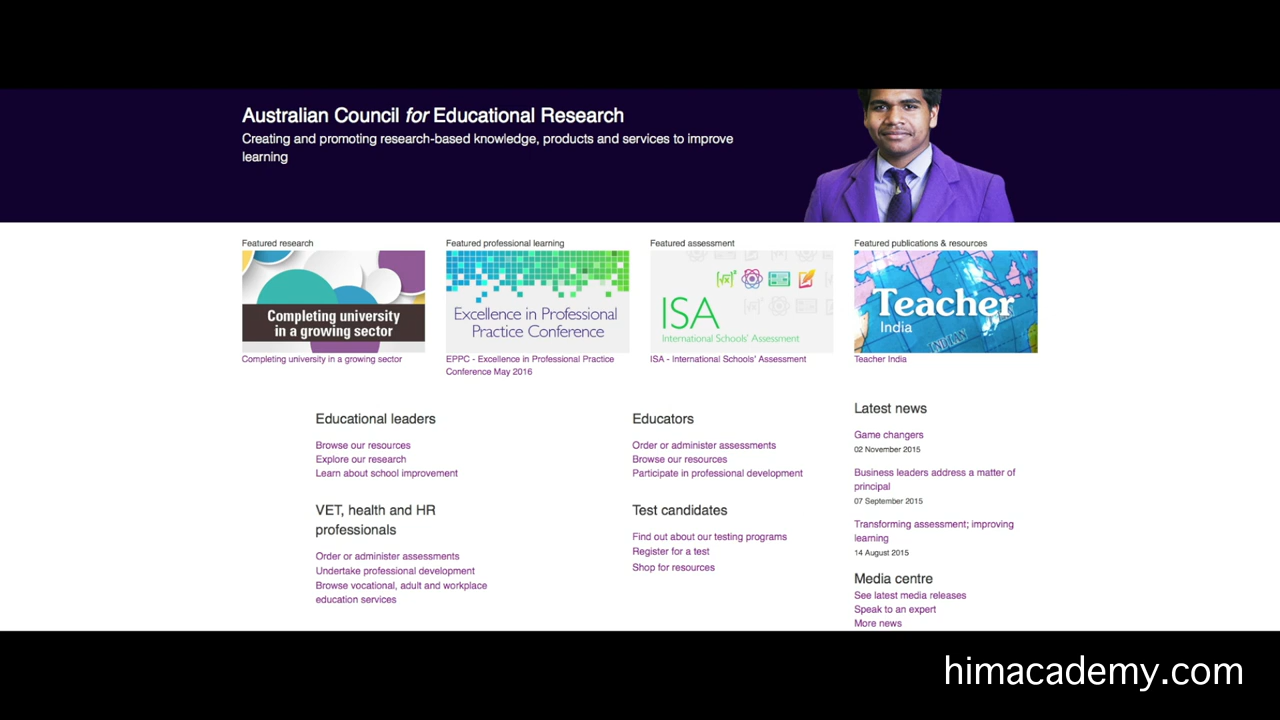 Australian Council for Educational Research
Creating and promoting research-based knowledge, products and services to improve
learning
Featured research
Completing university
in a growing sector
Completing university in a growing sector
Featured professional learning
Excellence in Professional
Practice Conference
EPPC - Excellence in Professional Practice
Conference May 2016
Featured assessment
ISA
International Schools' Assessment
ISA - International Schools' Assessment
Featured publications & resources
Teacher
India
INDIAN
Teacher India
Educational leaders
Browse our resources
Explore our research
Learn about school improvement
Educators
Order or administer assessments
Browse our resources
Participate in professional development
VET, health and HR
professionals
Order or administer assessments
Undertake professional development
Browse vocational, adult and workplace
education services
Test candidates
Find out about our testing programs
Register for a test
Shop for resources
Latest news
Game changers
02 November 2015
Business leaders address a matter of
principal
07 September 2015
Transforming assessment; improving
learning
14 August 2015
Media centre
See latest media releases
Speak to an expert
More news
himacademy.com